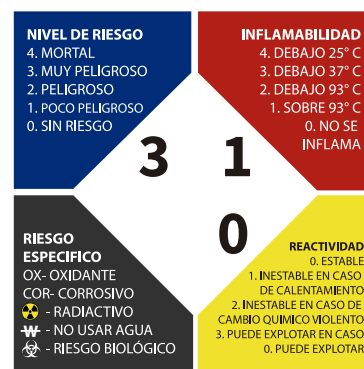 NIVEL DE RIESGO
4. MORTAL
3. MUY PELIGROSO
2. PELIGROSO
1. POCO PELIGROSO
0. SIN RIESGO
INFLAMABILIDAD
4. DEBAJO 25° C
3. DEBAJO 37° C
2. DEBAJO 93° C
1. SOBRE 93° C
0. NO SE
INFLAMA
3
1
0
RIESGO
ESPECIFICO
OX- OXIDANTE
COR- CORROSIVO
- RADIACTIVO
W - NO USAR AGUA
- RIESGO BIOLÓGICO
REACTIVIDAD
0. ESTABLE
1. INESTABLE EN CASO
DE CALENTAMIENTO
2. INESTABLE EN CASO DE
CAMBIO QUIMICO VIOLENTO
3. PUEDE EXPLOTAR EN CASO
0. PUEDE EXPLOTAR